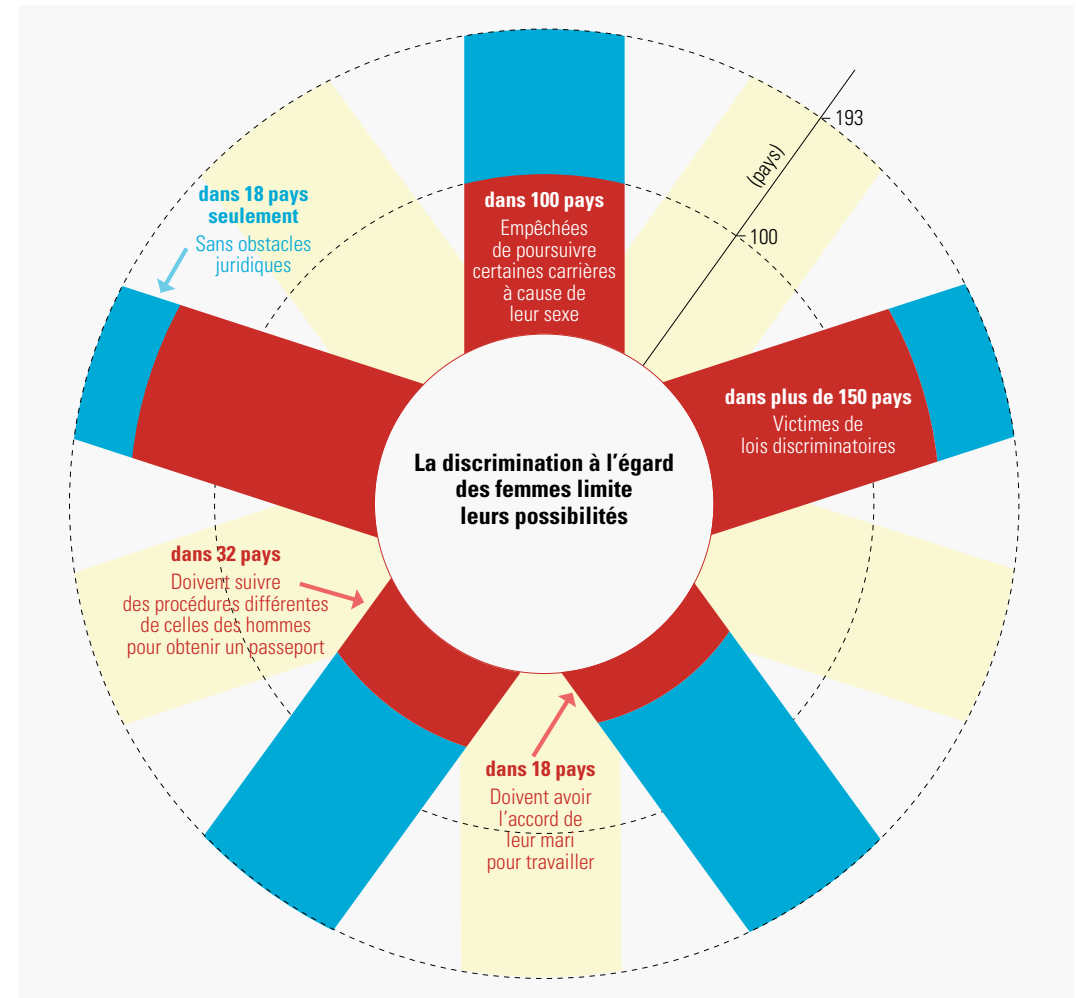 193
(pays)
100
dans 100 pays
Empêchées
de poursuivre
certaines carrières
à cause de
leur sexe
dans 18 pays
seulement
Sans obstacles
juridiques
dans plus de 150 pays
Victimes de
lois discriminatoires
La discrimination à l’égard
des femmes limite
leurs possibilités
dans 32 pays
Doivent suivre
des procédures différentes
de celles des hommes
pour obtenir un passeport
dans 18 pays
Doivent avoir
l’accord de
leur mari
pour travailler